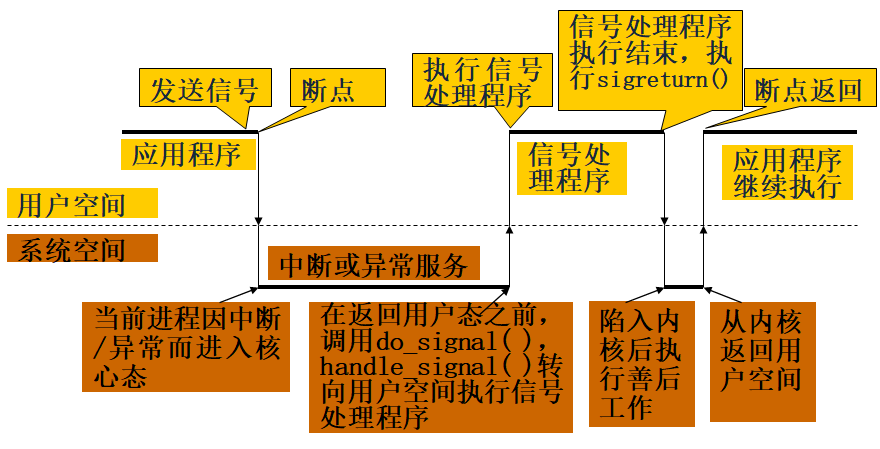 发送信号
断点
执行信号
处理程序
信号处理程序
执行结束，执
行sigreturn()
断点返回
应用程序
信号处
理程序
应用程序
继续执行
用户空间
系统空间
中断或异常服务
当前进程因中断
/异常而进入核
心态
在返回用户态之前，
调用do_signal()，
handle_signal()转
向用户空间执行信号
处理程序
陷入内
核后执
行善后
工作
从内核
返回用
户空间